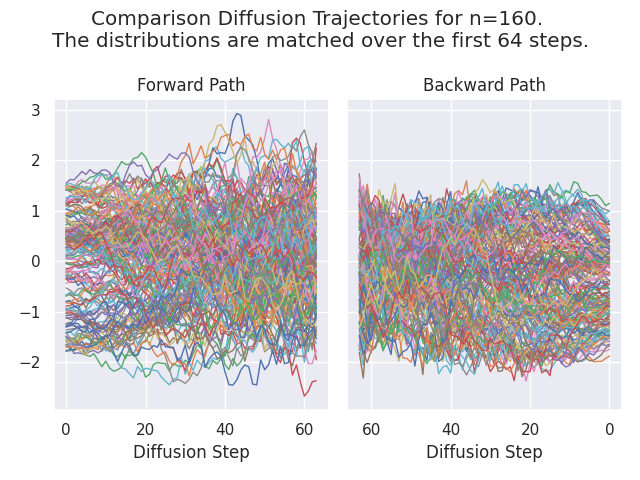 Comparison Diffusion Trajectories for n=160.
The distributions are matched over the first 64 steps.
Forward Path
Backward Path
3
2
1
0
−1
−2
0 20 40 60
60 40 20 0
Diffusion Step
Diffusion Step